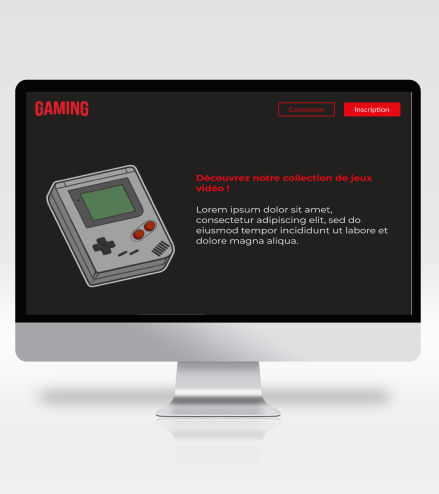 GAMING
Connexion
Inscription
Découvrez notre collection de jeux
vidéo !
Lorem ipsum dolor sit amet,
consectetur adipiscing elit, sed do
eiusmod tempor incididunt ut labore et
dolore magna aliqua.